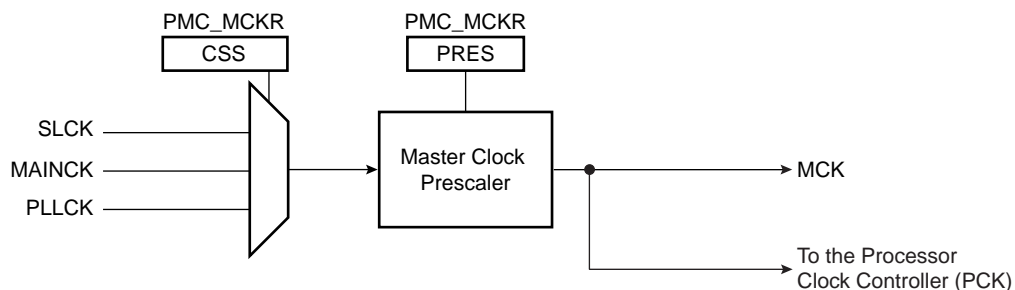 PMC_MCKR
CSS
PMC_MCKR
PRES
SLCK
MAINCK
PLLCK
Master Clock
Prescaler
MCK
To the Processor
Clock Controller (PCK)